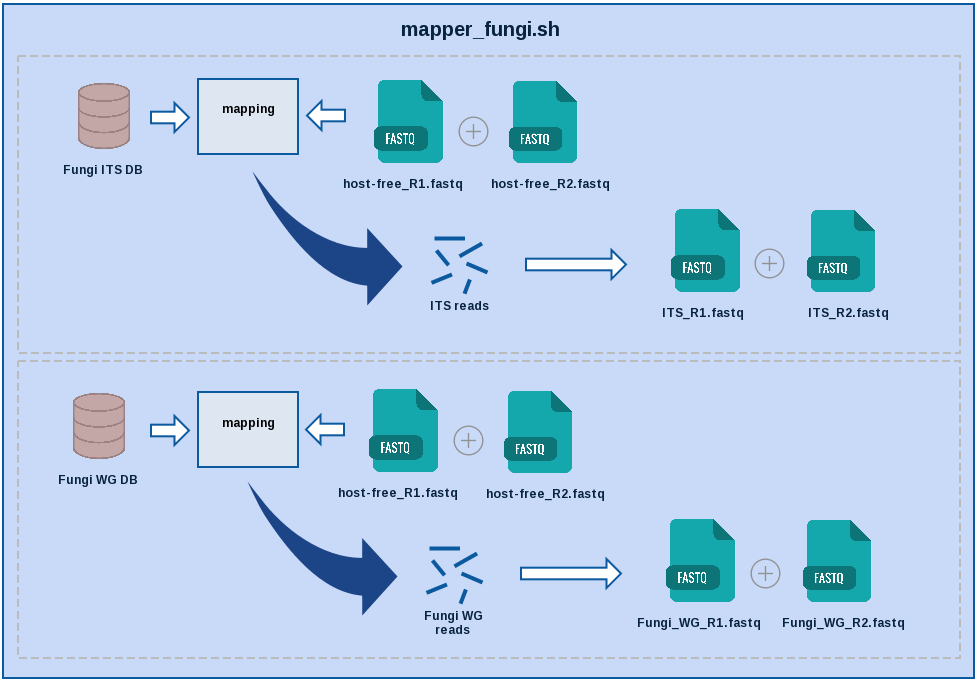 mapper_fungi.sh
mapping
FASTQ
FASTQ
Fungi ITS DB
host-free_R1.fastq
host-free_R2.fastq
FASTQ
FASTQ
ITS reads
ITS_R1.fastq
ITS_R2.fastq
mapping
FASTQ
FASTQ
Fungi WG DB
host-free_R1.fastq
host-free_R2.fastq
FASTQ
FASTQ
Fungi WG
reads
Fungi_WG_R1.fastq
Fungi_WG_R2.fastq